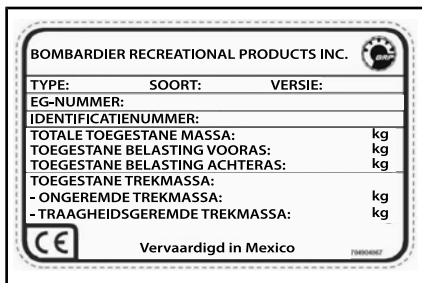 BOMBARDIER RECREATIONAL PRODUCTS INC. BRP
TYPE: SOORT: VERSIE:
EG-NUMMER:
IDENTIFICATIENUMMER:
TOTALE TOEGESTANE MASSA: kg
TOEGESTANE BELASTING VOORAS: kg
TOEGESTANE BELASTING ACHTERAS: kg
TOEGESTANE TREKMASSA:
- ONGEREMDE TREKMASSA: kg
- TRAAGHEIDSGEREMDE TREKMASSA: kg
CE Vervaardigd in Mexico 704904067